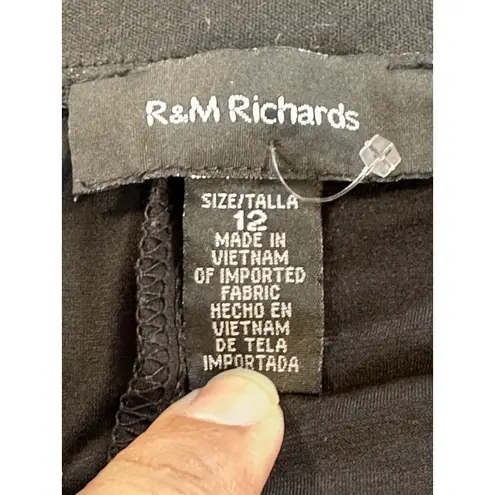 R&M Richards
SIZE/TALLA
12
MADE IN
VIETNAM
OF IMPORTED
FABRIC
HECHO EN
VIETNAM
DE TELA
IMPORTADA